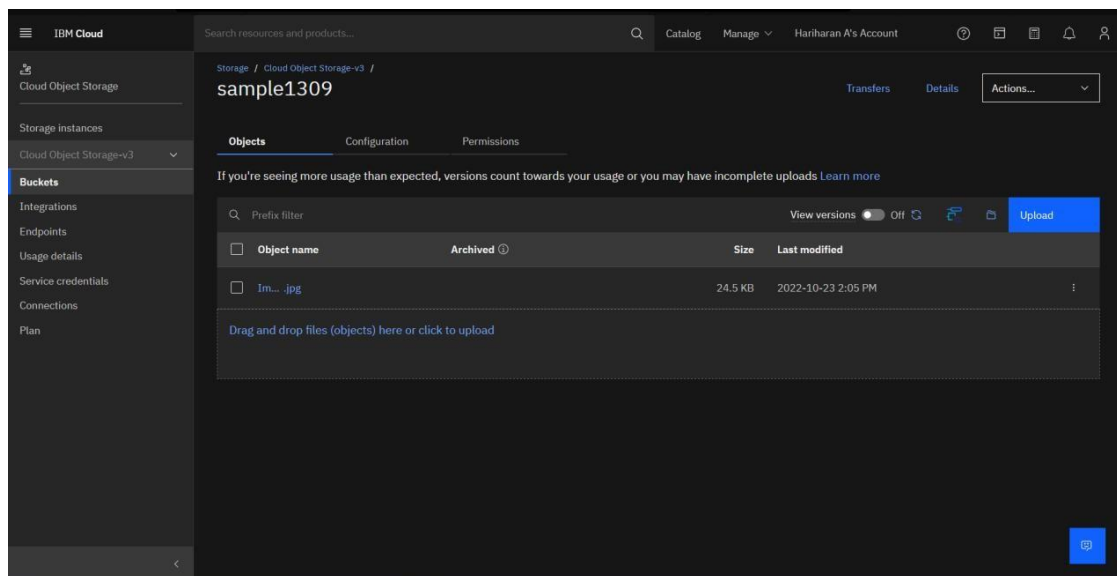 IBM Cloud
Search resources and products...
Catalog
Manage
Hariharan A's Account
Cloud Object Storage
Storage instances
Cloud Object Storage-v3
Buckets
Integrations
Endpoints
Usage details
Service credentials
Connections
Plan
Storage / Cloud Object Storage-v3 /
sample1309
Transfers
Details
Actions...
Objects
Configuration
Permissions
If you're seeing more usage than expected, versions count towards your usage or you may have incomplete uploads Learn more
Prefix filter
View versions Off
Upload
Object name Archived Size Last modified
Im... .jpg 24.5 KB 2022-10-23 2:05 PM
Drag and drop files (objects) here or click to upload